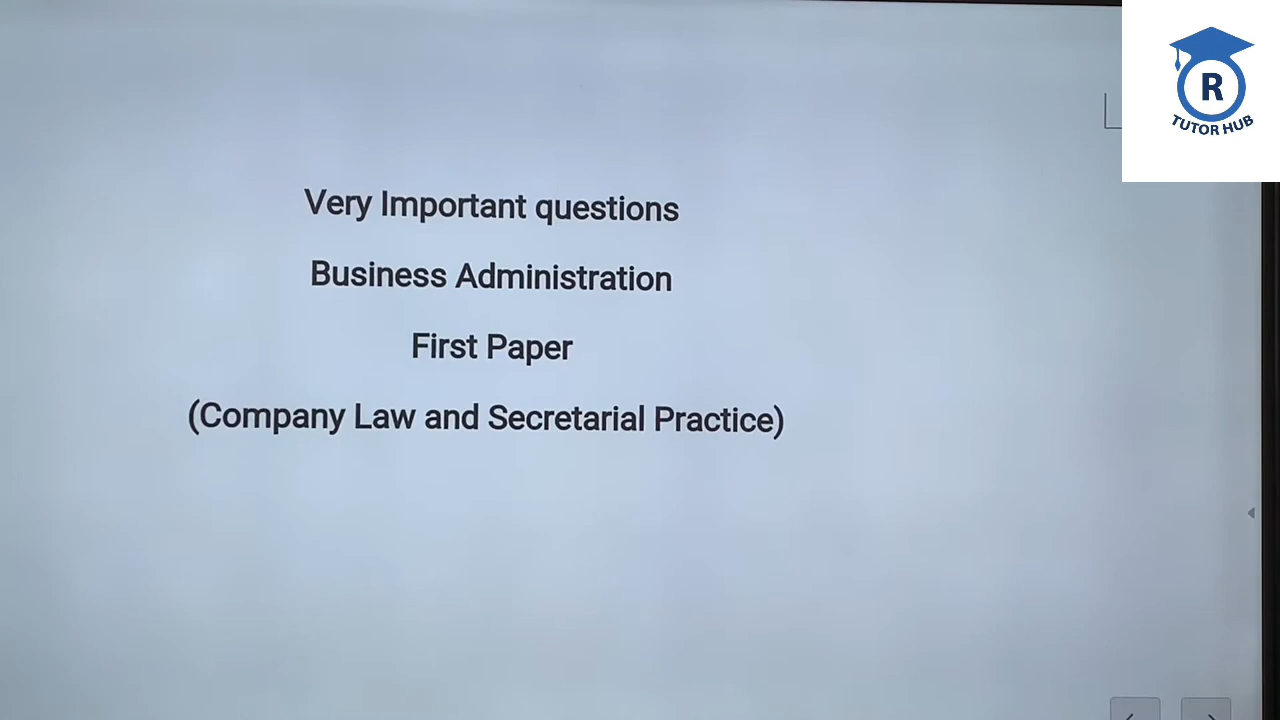 R
TUTOR HUB
Very Important questions
Business Administration
First Paper
(Company Law and Secretarial Practice)